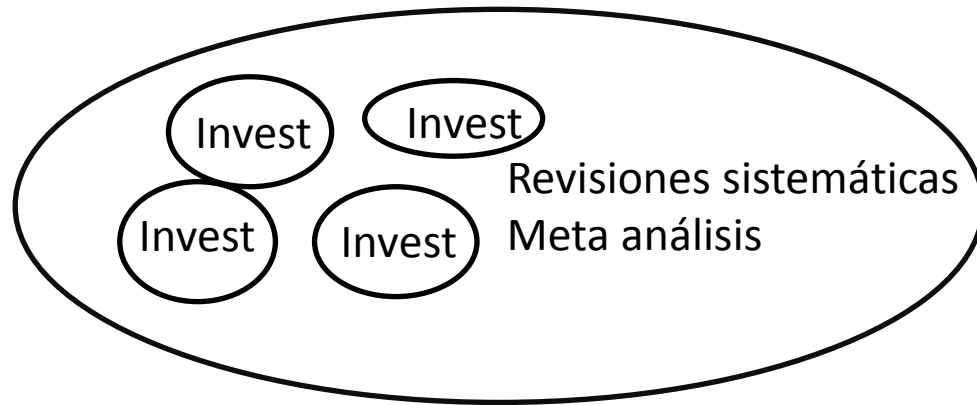 Invest
Invest
Invest
Invest
Revisiones sistemáticas
Meta análisis